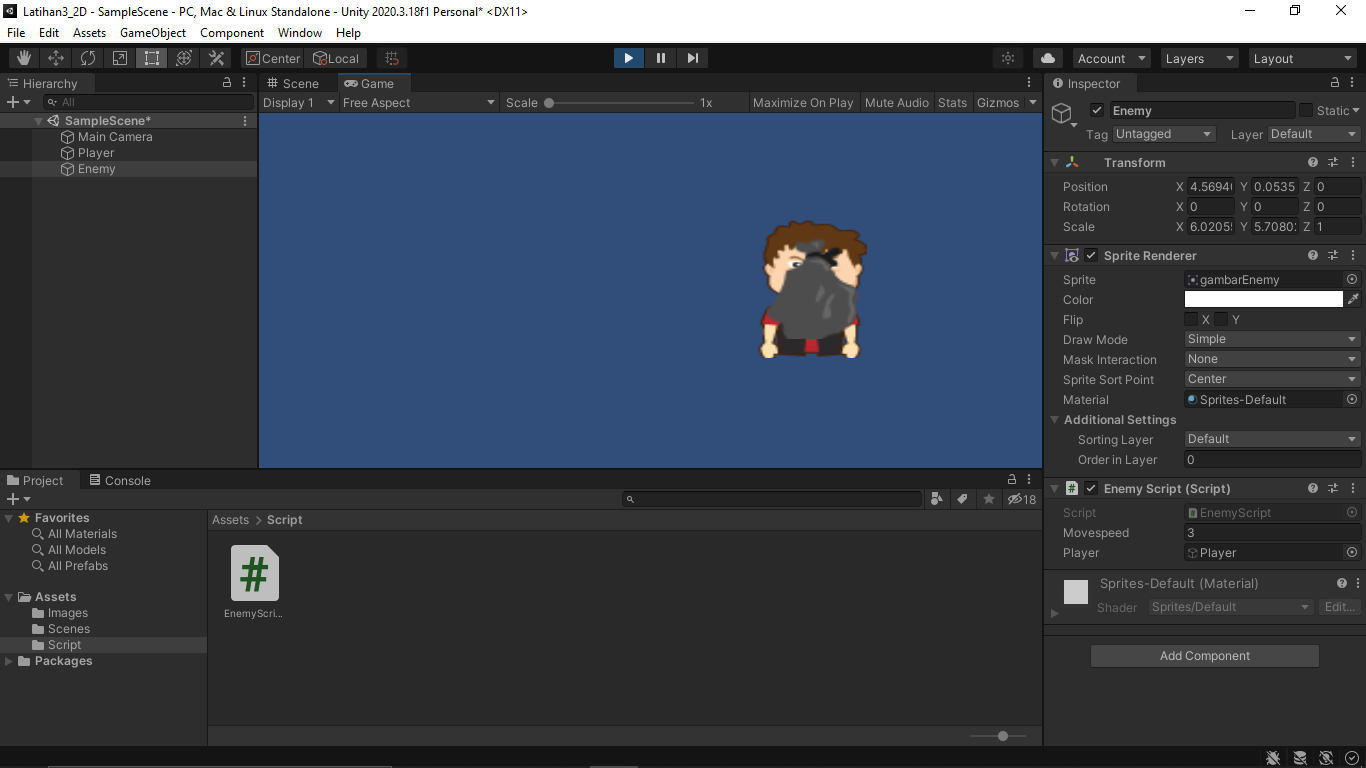 Latihan3_2D - SampleScene - PC, Mac & Linux Standalone - Unity 2020.3.18f1 Personal* <DX11>
File Edit Assets GameObject Component Window Help
Center Local Account Layers Layout
Hierarchy
All
SampleScene*
Main Camera
Player
Enemy
Scene Game
Display 1 Free Aspect Scale 1x Maximize On Play Mute Audio Stats Gizmos
Inspector
Enemy Static
Tag Untagged Layer Default
Transform
Position X 4.5694 Y 0.0535 Z 0
Rotation X 0 Y 0 Z 0
Scale X 6.0205 Y 5.7080 Z 1
Sprite Renderer
Sprite gambarEnemy
Color
Flip X Y
Draw Mode Simple
Mask Interaction None
Sprite Sort Point Center
Material Sprites-Default
Additional Settings
Sorting Layer Default
Order in Layer 0
# Enemy Script (Script)
Script EnemyScript
Movespeed 3
Player Player
Sprites-Default (Material)
Shader Sprites/Default Edit...
Add Component
Project Console
18
Favorites
All Materials
All Models
All Prefabs
Assets
Images
Scenes
Script
Packages
Assets > Script
#
EnemyScri...